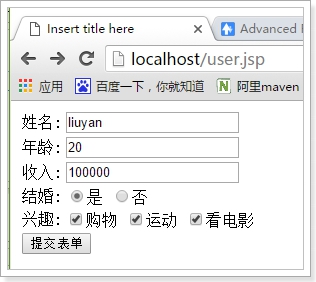 Insert title here
Advanced
localhost/user.jsp
应用 百度一下，你就知道 阿里maven
姓名: liuyan
年龄: 20
收入: 100000
结婚: 是 否
兴趣: 购物 运动 看电影
提交表单